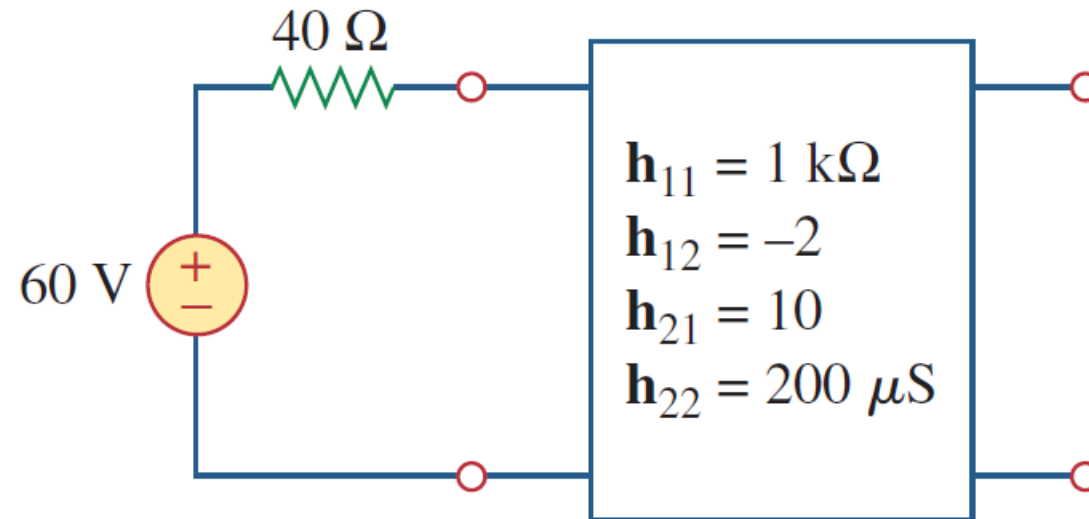 40 Ω
60 V
+
−
h₁₁ = 1 kΩ
h₁₂ = –2
h₂₁ = 10
h₂₂ = 200 μS